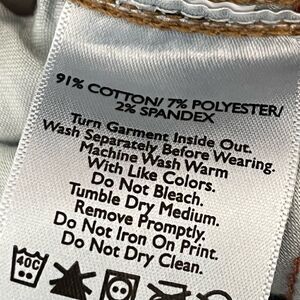 91% COTTON/ 7% POLYESTER/
2% SPANDEX
Turn Garment Inside Out.
Wash Separately Before Wearing.
Machine Wash Warm
With Like Colors.
Do Not Bleach.
Tumble Dry Medium.
Remove Promptly.
Do Not Iron On Print.
Do Not Dry Clean.
40C